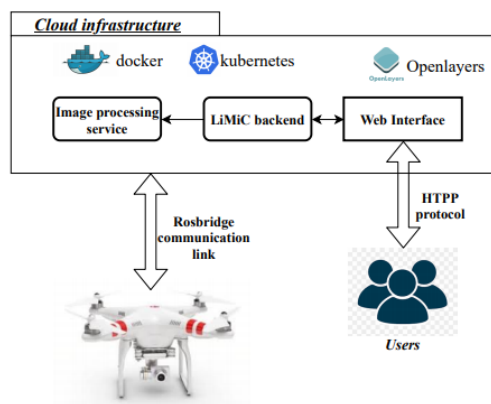 Cloud infrastructure
docker
kubernetes
OpenLayers
Openlayers
Image processing
service
LiMiC backend
Web Interface
Rosbridge
communication
link
HTPP
protocol
Users